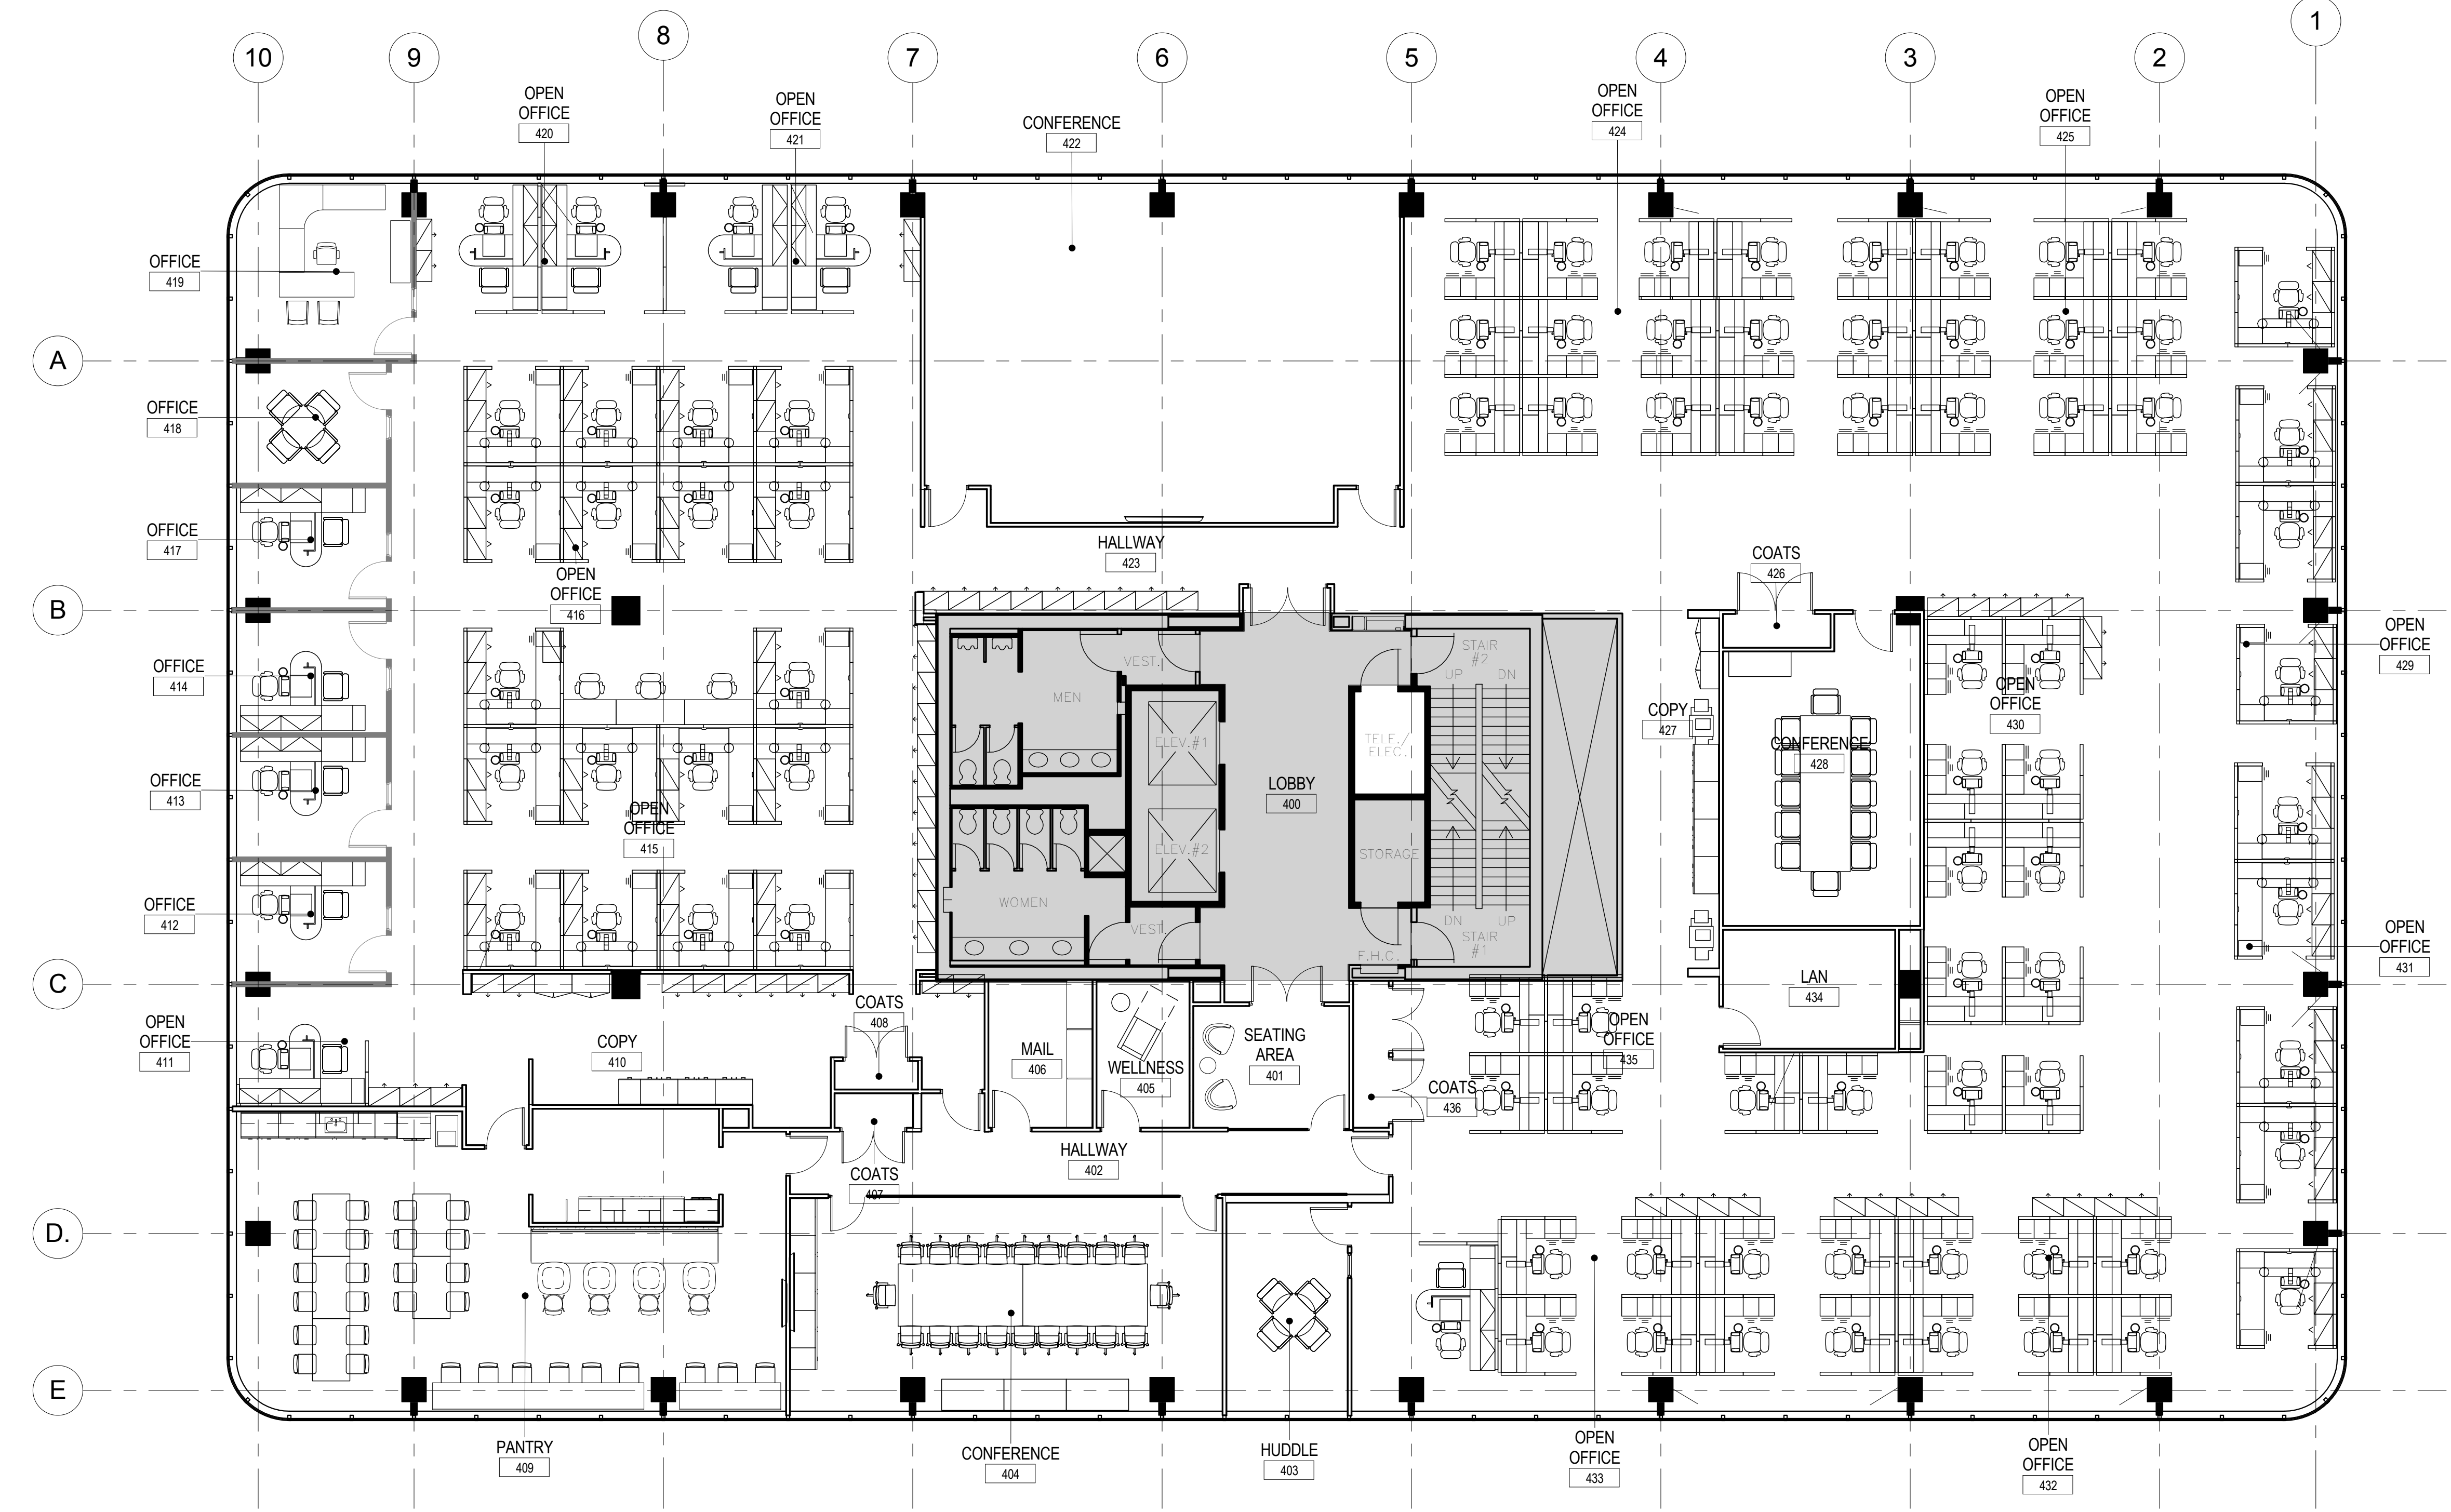 10
9
8
7
6
5
4
3
2
1
OPEN
OFFICE
420
OPEN
OFFICE
421
CONFERENCE
422
OPEN
OFFICE
424
OPEN
OFFICE
425
OFFICE
419
A
OFFICE
418
OFFICE
417
HALLWAY
423
COATS
426
OPEN
OFFICE
416
B
OPEN
OFFICE
429
OFFICE
414
VEST.
STAIR
#2
UP
DN
MEN
OPEN
OFFICE
430
COPY
427
ELEV.#1
TELE./
ELEC.
CONFERENCE
428
OFFICE
413
LOBBY
400
OPEN
OFFICE
415
ELEV.#2
STORAGE
OFFICE
412
WOMEN
DN
UP
VEST.
STAIR
#1
F.H.C.
OPEN
OFFICE
431
C
LAN
434
COATS
408
OPEN
OFFICE
411
COPY
410
MAIL
406
WELLNESS
405
SEATING
AREA
401
OPEN
OFFICE
435
COATS
436
HALLWAY
402
COATS
407
D.
E
PANTRY
409
CONFERENCE
404
HUDDLE
403
OPEN
OFFICE
433
OPEN
OFFICE
432